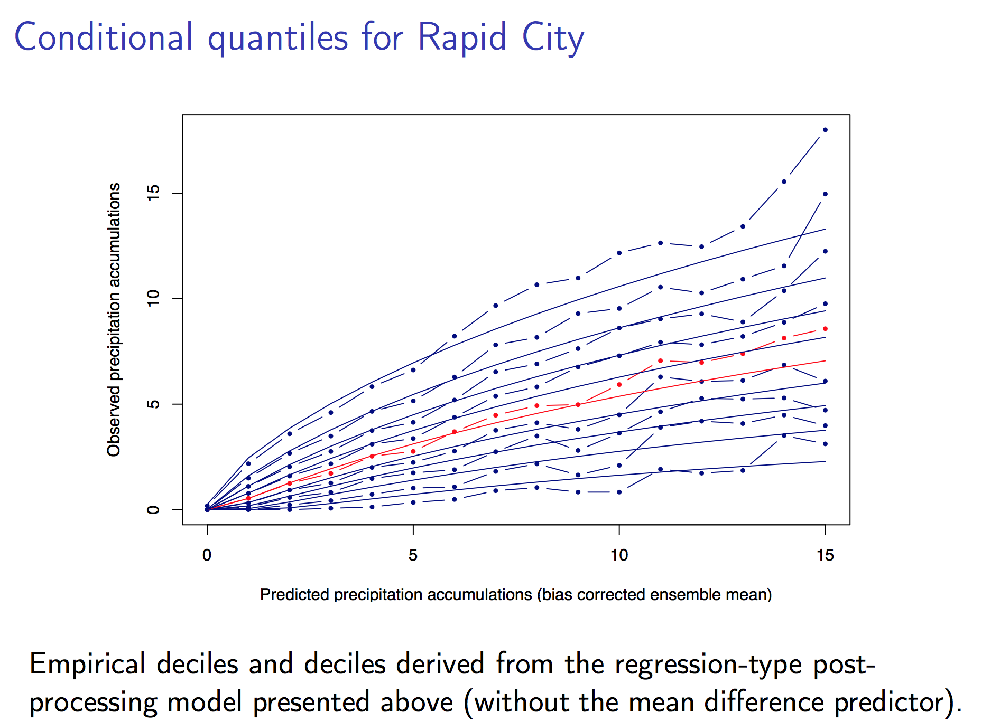 Conditional quantiles for Rapid City
Observed precipitation accumulations
15
10
5
0
0 5 10 15
Predicted precipitation accumulations (bias corrected ensemble mean)
Empirical deciles and deciles derived from the regression-type post-
processing model presented above (without the mean difference predictor).